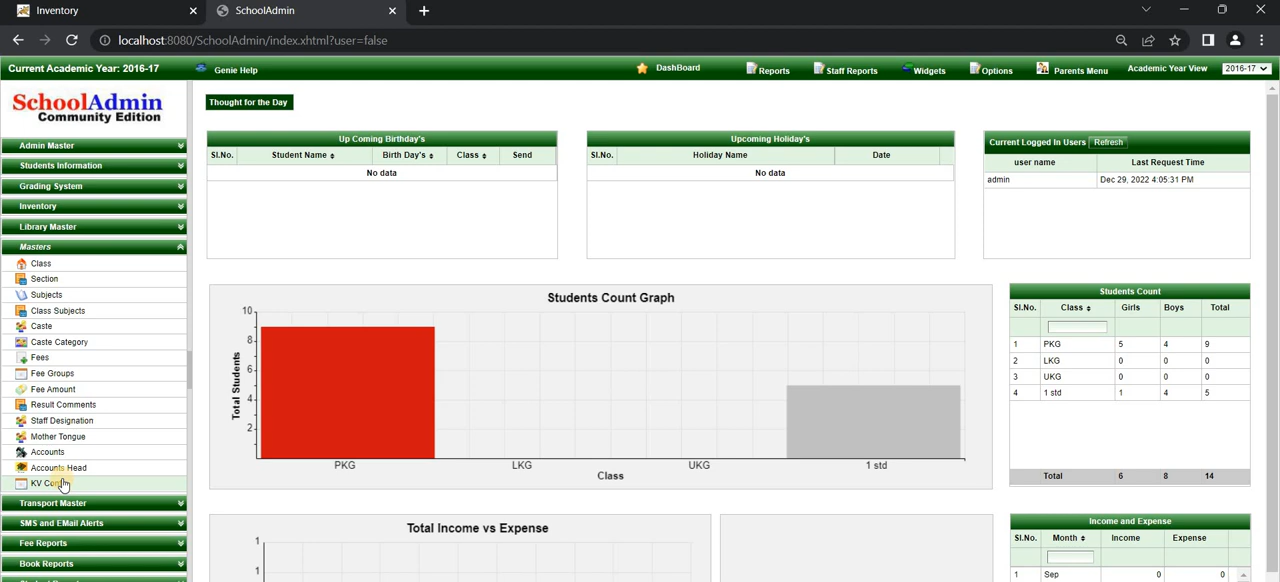 Inventory
SchoolAdmin
localhost:8080/SchoolAdmin/index.xhtml?user=false
Current Academic Year: 2016-17 Genie Help DashBoard Reports Staff Reports Widgets Options Parents Menu Academic Year View 2016-17
SchoolAdmin
Community Edition
Admin Master
Students Information
Grading System
Inventory
Library Master
Masters
Class
Section
Subjects
Class Subjects
Caste
Caste Category
Fees
Fee Groups
Fee Amount
Result Comments
Staff Designation
Mother Tongue
Accounts
Accounts Head
KV
Transport Master
SMS and EMail Alerts
Fee Reports
Book Reports
Thought for the Day
Up Coming Birthday's
Sl.No. Student Name Birth Day's Class Send
No data
Upcoming Holiday's
Sl.No. Holiday Name Date
No data
Current Logged In Users Refresh
user name Last Request Time
admin Dec 29, 2022 4:05:31 PM
Students Count Graph
10
8
6
4
2
Total Students
PKG LKG UKG 1 std
Class
Students Count
Sl.No. Class Girls Boys Total
1 PKG 5 4 9
2 LKG 0 0 0
3 UKG 0 0 0
4 1 std 1 4 5
Total 6 8 14
Total Income vs Expense
1
1
Income and Expense
Sl.No. Month Income Expense
1 Sep 0 0